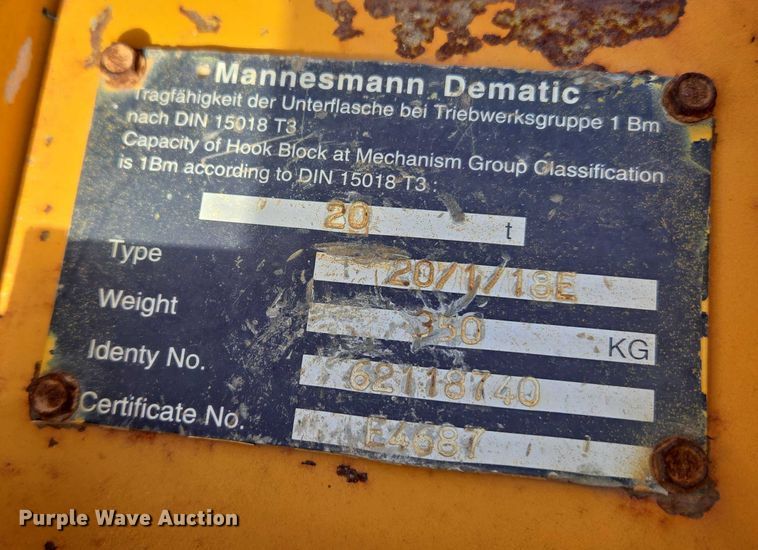 Mannesmann Dematic
Tragfähigkeit der Unterflasche bei Triebwerksgruppe 1 Bm
nach DIN 15018 T3
Capacity of Hook Block at Mechanism Group Classification
is 1Bm according to DIN 15018 T3 :
20 t
Type 20/1/18E
Weight 350 KG
Identy No. 62118740
Certificate No. E4687
Purple Wave Auction